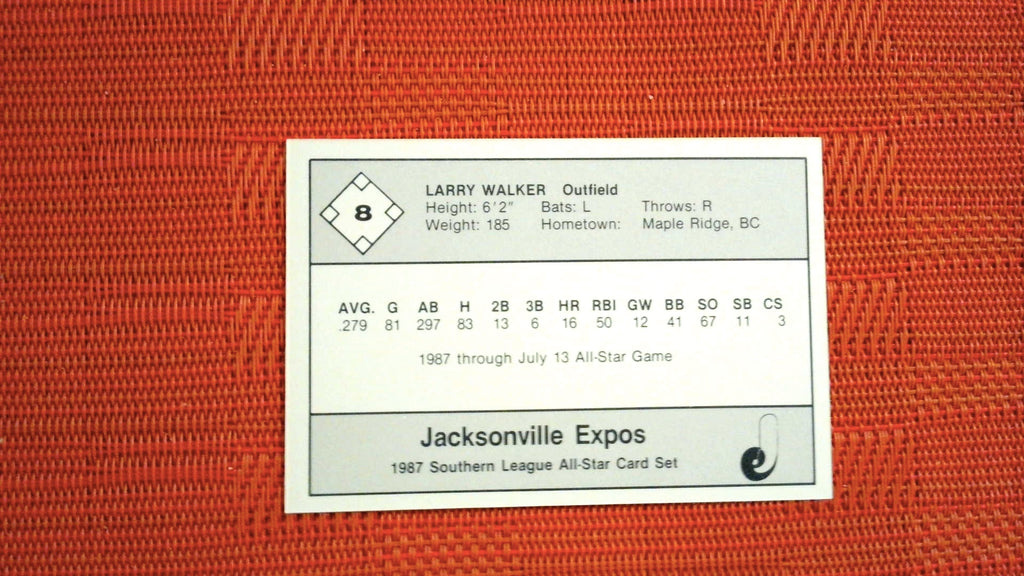 8
LARRY WALKER Outfield
Height: 6'2" Bats: L Throws: R
Weight: 185 Hometown: Maple Ridge, BC
AVG. G AB H 2B 3B HR RBI GW BB SO SB CS
.279 81 297 83 13 6 16 50 12 41 67 11 3
1987 through July 13 All-Star Game
Jacksonville Expos
1987 Southern League All-Star Card Set